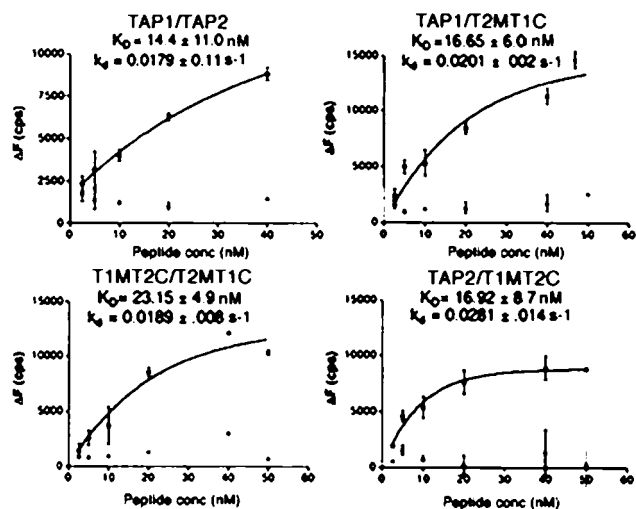 TAP1/TAP2
K_D = 14.4 ± 11.0 nM
k_d = 0.0179 ± 0.11 s-1
10000
7500
5000
2500
0
ΔF (cps)
0 10 20 30 40 50
Peptide conc (nM)
TAP1/T2MT1C
K_D = 16.65 ± 6.0 nM
k_d = 0.0201 ± .002 s-1
15000
10000
5000
0
ΔF (cps)
0 10 20 30 40 50 60
Peptide conc (nM)
T1MT2C/T2MT1C
K_D = 23.15 ± 4.9 nM
k_d = 0.0189 ± .008 s-1
15000
10000
5000
0
ΔF (cps)
0 10 20 30 40 50 60
Peptide conc (nM)
TAP2/T1MT2C
K_D = 16.92 ± 8.7 nM
k_d = 0.0281 ± .014 s-1
15000
10000
5000
0
ΔF (cps)
0 10 20 30 40 50 60
Peptide conc (nM)